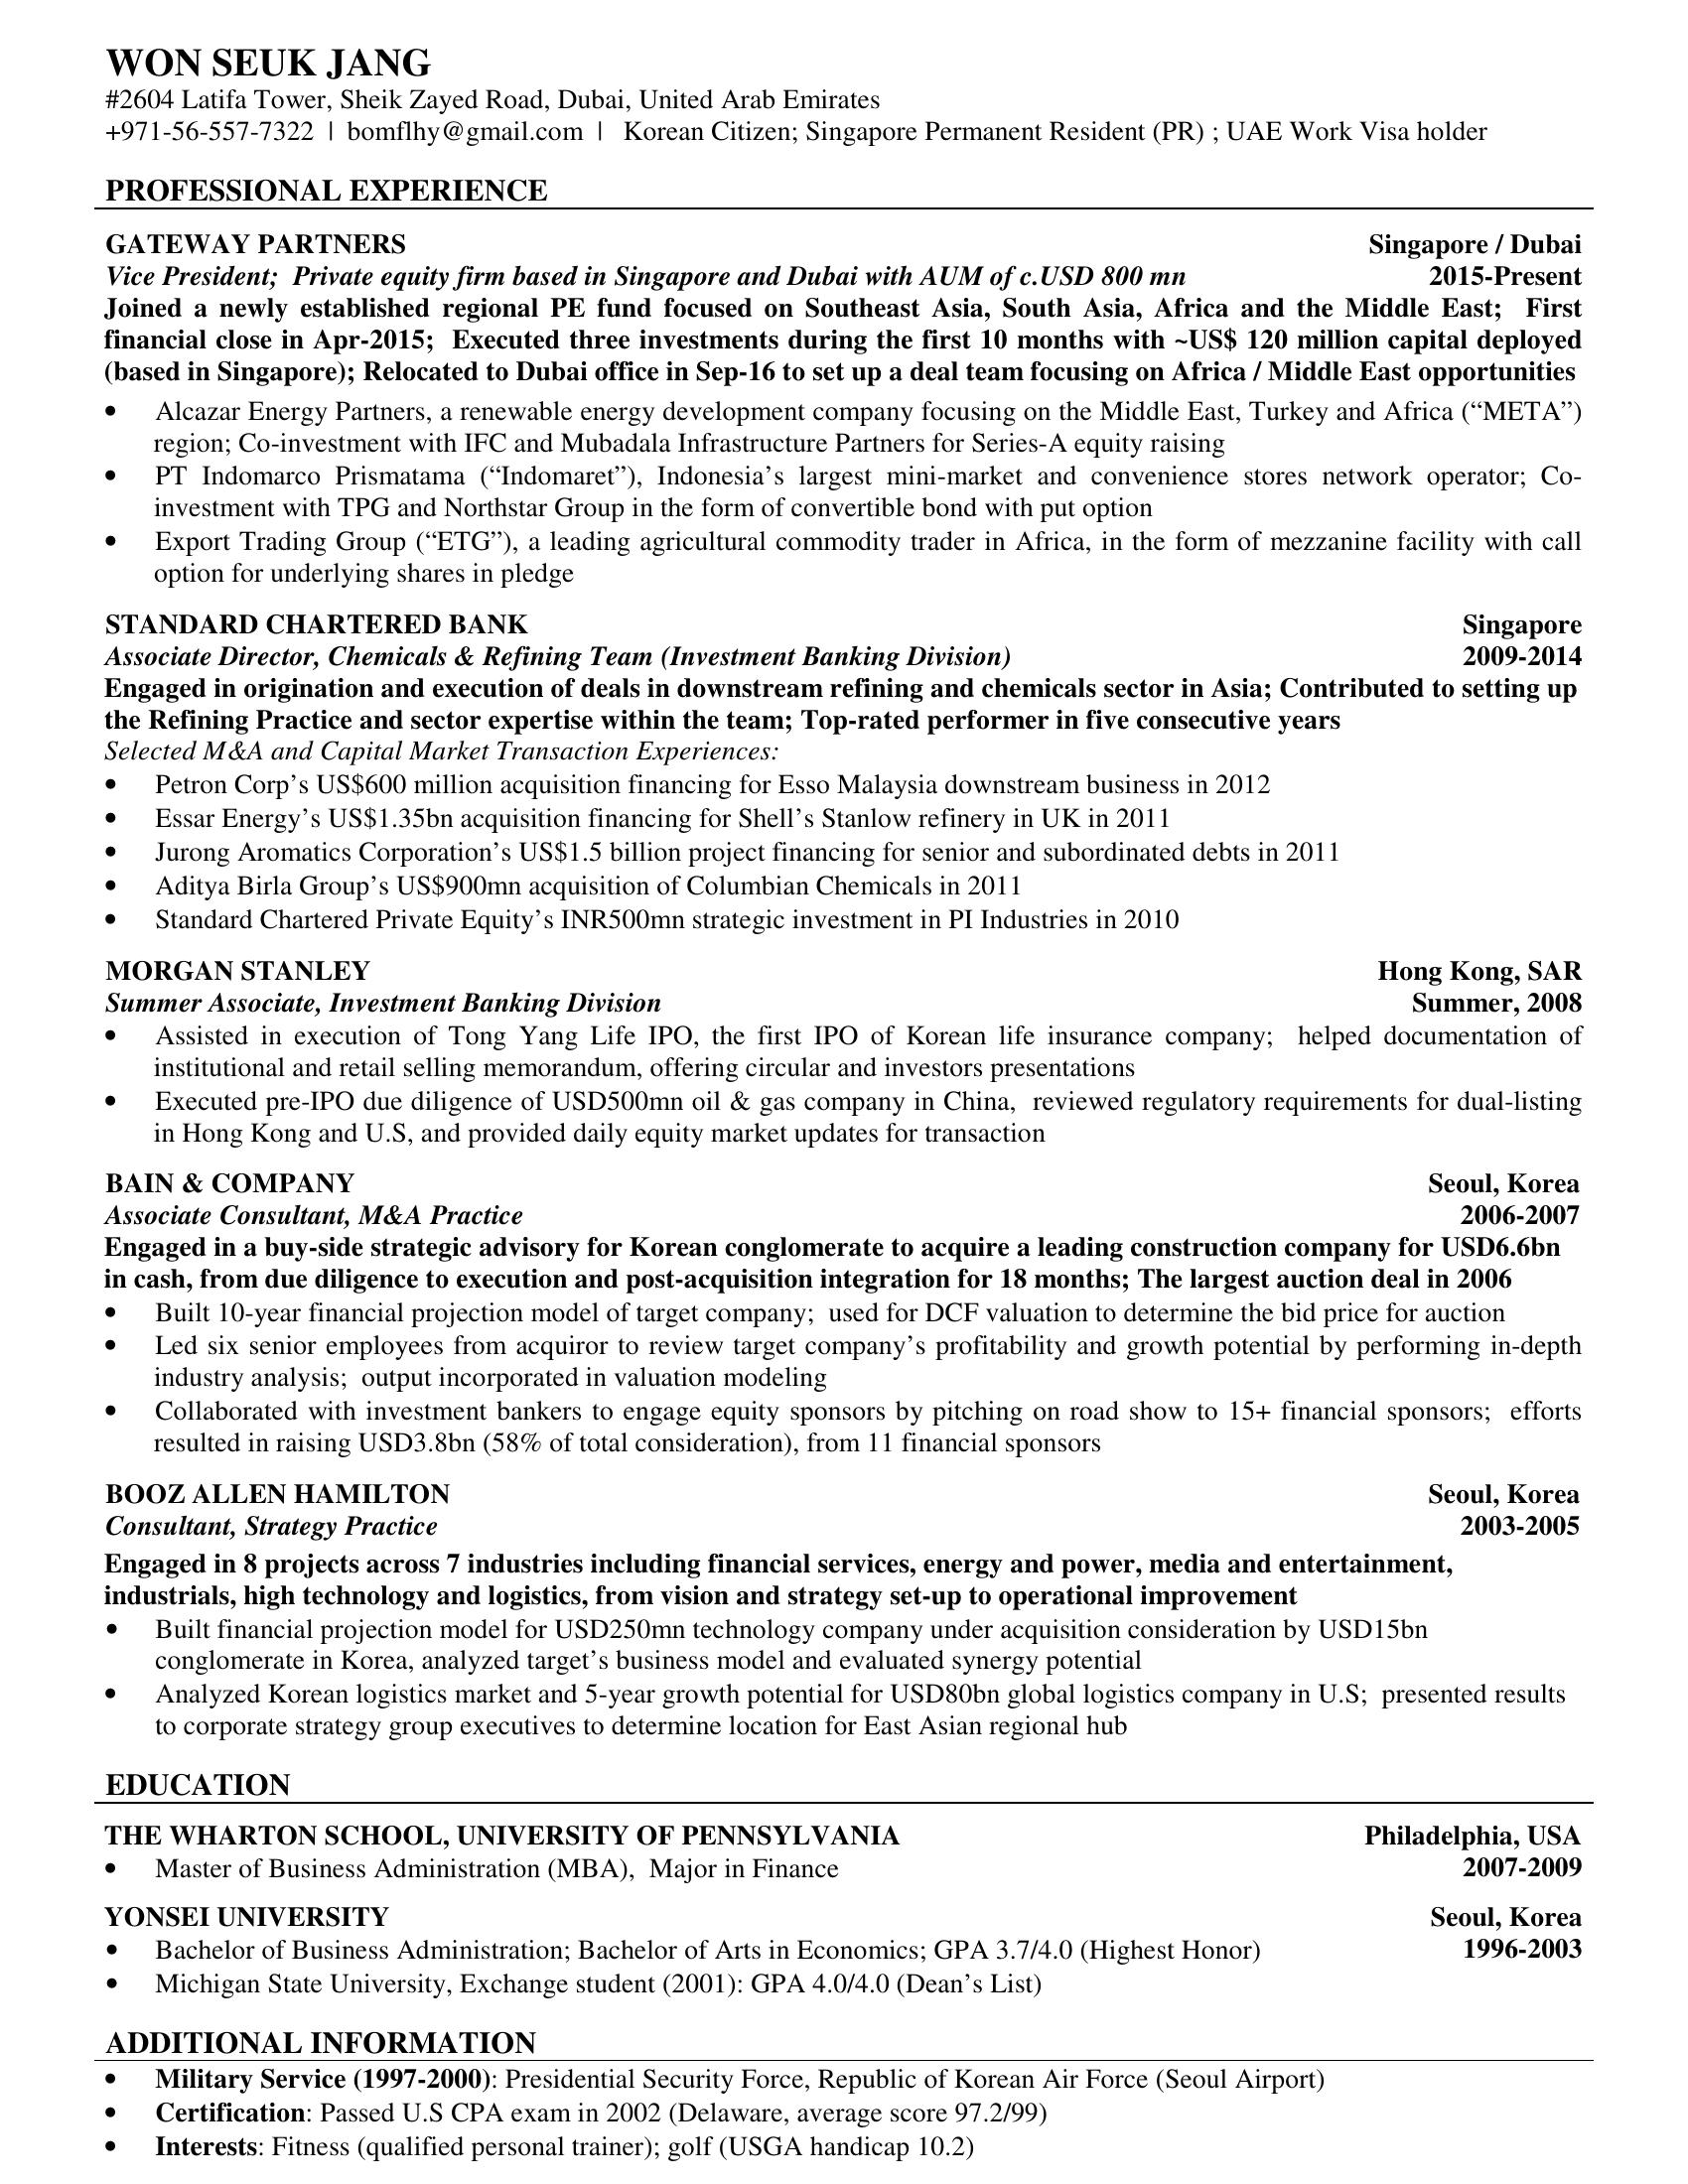 WON SEUK JANG
#2604 Latifa Tower, Sheik Zayed Road, Dubai, United Arab Emirates
+971-56-557-7322 | bomflhy@gmail.com | Korean Citizen; Singapore Permanent Resident (PR) ; UAE Work Visa holder
PROFESSIONAL EXPERIENCE
GATEWAY PARTNERS Singapore / Dubai
Vice President; Private equity firm based in Singapore and Dubai with AUM of c.USD 800 mn 2015-Present
Joined a newly established regional PE fund focused on Southeast Asia, South Asia, Africa and the Middle East; First
financial close in Apr-2015; Executed three investments during the first 10 months with ~US$ 120 million capital deployed
(based in Singapore); Relocated to Dubai office in Sep-16 to set up a deal team focusing on Africa / Middle East opportunities
• Alcazar Energy Partners, a renewable energy development company focusing on the Middle East, Turkey and Africa (“META”)
region; Co-investment with IFC and Mubadala Infrastructure Partners for Series-A equity raising
• PT Indomarco Prismatama (“Indomaret”), Indonesia’s largest mini-market and convenience stores network operator; Co-
investment with TPG and Northstar Group in the form of convertible bond with put option
• Export Trading Group (“ETG”), a leading agricultural commodity trader in Africa, in the form of mezzanine facility with call
option for underlying shares in pledge
STANDARD CHARTERED BANK Singapore
Associate Director, Chemicals & Refining Team (Investment Banking Division) 2009-2014
Engaged in origination and execution of deals in downstream refining and chemicals sector in Asia; Contributed to setting up
the Refining Practice and sector expertise within the team; Top-rated performer in five consecutive years
Selected M&A and Capital Market Transaction Experiences:
• Petron Corp’s US$600 million acquisition financing for Esso Malaysia downstream business in 2012
• Essar Energy’s US$1.35bn acquisition financing for Shell’s Stanlow refinery in UK in 2011
• Jurong Aromatics Corporation’s US$1.5 billion project financing for senior and subordinated debts in 2011
• Aditya Birla Group’s US$900mn acquisition of Columbian Chemicals in 2011
• Standard Chartered Private Equity’s INR500mn strategic investment in PI Industries in 2010
MORGAN STANLEY Hong Kong, SAR
Summer Associate, Investment Banking Division Summer, 2008
• Assisted in execution of Tong Yang Life IPO, the first IPO of Korean life insurance company; helped documentation of
institutional and retail selling memorandum, offering circular and investors presentations
• Executed pre-IPO due diligence of USD500mn oil & gas company in China, reviewed regulatory requirements for dual-listing
in Hong Kong and U.S, and provided daily equity market updates for transaction
BAIN & COMPANY Seoul, Korea
Associate Consultant, M&A Practice 2006-2007
Engaged in a buy-side strategic advisory for Korean conglomerate to acquire a leading construction company for USD6.6bn
in cash, from due diligence to execution and post-acquisition integration for 18 months; The largest auction deal in 2006
• Built 10-year financial projection model of target company; used for DCF valuation to determine the bid price for auction
• Led six senior employees from acquiror to review target company’s profitability and growth potential by performing in-depth
industry analysis; output incorporated in valuation modeling
• Collaborated with investment bankers to engage equity sponsors by pitching on road show to 15+ financial sponsors; efforts
resulted in raising USD3.8bn (58% of total consideration), from 11 financial sponsors
BOOZ ALLEN HAMILTON Seoul, Korea
Consultant, Strategy Practice 2003-2005
Engaged in 8 projects across 7 industries including financial services, energy and power, media and entertainment,
industrials, high technology and logistics, from vision and strategy set-up to operational improvement
• Built financial projection model for USD250mn technology company under acquisition consideration by USD15bn
conglomerate in Korea, analyzed target’s business model and evaluated synergy potential
• Analyzed Korean logistics market and 5-year growth potential for USD80bn global logistics company in U.S; presented results
to corporate strategy group executives to determine location for East Asian regional hub
EDUCATION
THE WHARTON SCHOOL, UNIVERSITY OF PENNSYLVANIA Philadelphia, USA
• Master of Business Administration (MBA), Major in Finance 2007-2009
YONSEI UNIVERSITY Seoul, Korea
• Bachelor of Business Administration; Bachelor of Arts in Economics; GPA 3.7/4.0 (Highest Honor) 1996-2003
• Michigan State University, Exchange student (2001): GPA 4.0/4.0 (Dean’s List)
ADDITIONAL INFORMATION
• Military Service (1997-2000): Presidential Security Force, Republic of Korean Air Force (Seoul Airport)
• Certification: Passed U.S CPA exam in 2002 (Delaware, average score 97.2/99)
• Interests: Fitness (qualified personal trainer); golf (USGA handicap 10.2)